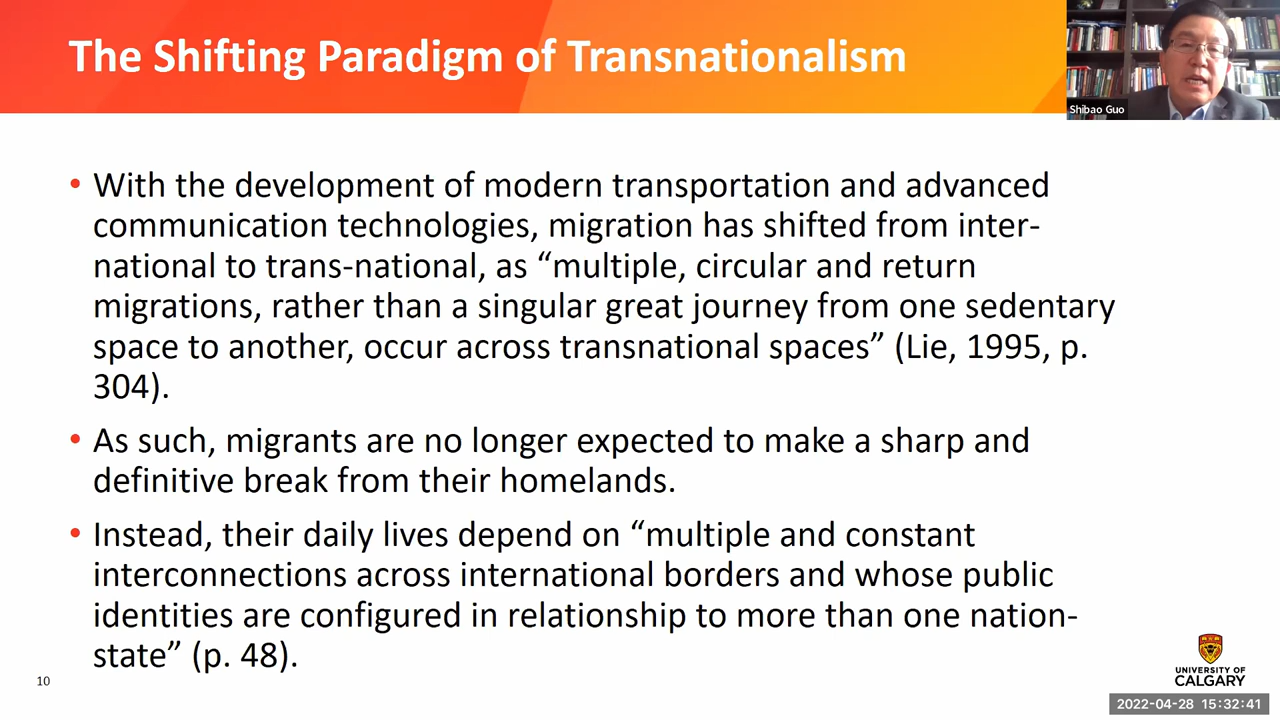 The Shifting Paradigm of Transnationalism
Shibao Guo
• With the development of modern transportation and advanced
communication technologies, migration has shifted from inter-
national to trans-national, as “multiple, circular and return
migrations, rather than a singular great journey from one sedentary
space to another, occur across transnational spaces” (Lie, 1995, p.
304).
• As such, migrants are no longer expected to make a sharp and
definitive break from their homelands.
• Instead, their daily lives depend on “multiple and constant
interconnections across international borders and whose public
identities are configured in relationship to more than one nation-
state” (p. 48).
10
UNIVERSITY OF
CALGARY
2022-04-28 15:32:41